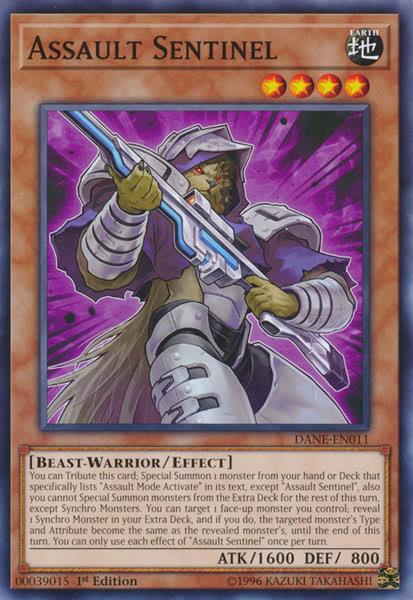 ASSAULT SENTINEL
EARTH
地
DANE-EN011
[BEAST-WARRIOR/EFFECT]
You can Tribute this card; Special Summon 1 monster from your hand or Deck that
specifically lists "Assault Mode Activate" in its text, except "Assault Sentinel", also
you cannot Special Summon monsters from the Extra Deck for the rest of this turn,
except Synchro Monsters. You can target 1 face-up monster you control; reveal
1 Synchro Monster in your Extra Deck, and if you do, the targeted monster's Type
and Attribute become the same as the revealed monster's, until the end of this
turn. You can only use each effect of "Assault Sentinel" once per turn.
ATK/1600 DEF/ 800
00039015 1st Edition ©1996 KAZUKI TAKAHASHI